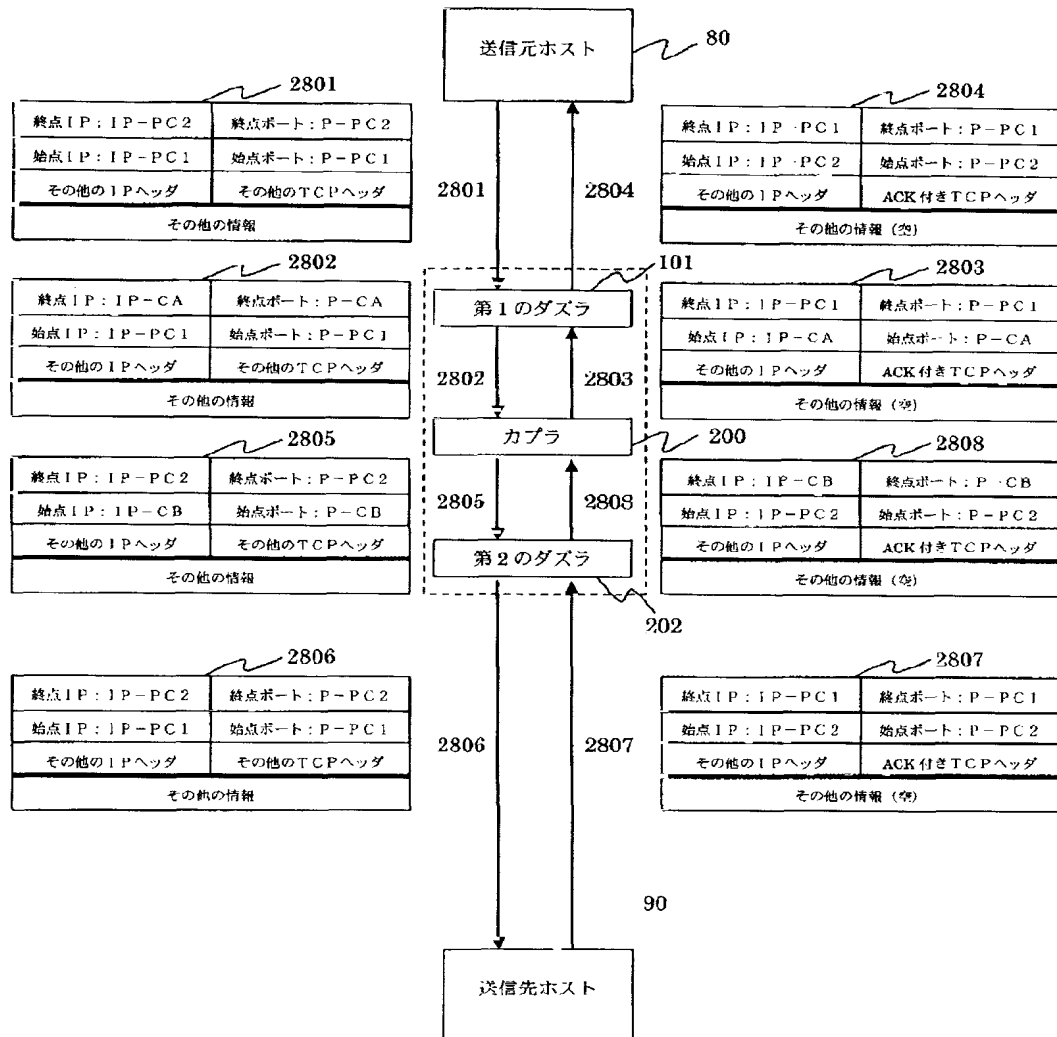 送信元ホスト
80
2801
終点IP:IP-PC2 終点ポート:P-PC2
始点IP:IP-PC1 始点ポート:P-PC1
その他のIPヘッダ その他のTCPヘッダ
その他の情報
2804
終点IP:IP-PC1 終点ポート:P-PC1
始点IP:IP-PC2 始点ポート:P-PC2
その他のIPヘッダ ACK付きTCPヘッダ
その他の情報(空)
2801
2804
2802
終点IP:IP-CA 終点ポート:P-CA
始点IP:IP-PC1 始点ポート:P-PC1
その他のIPヘッダ その他のTCPヘッダ
その他の情報
101
第1のダズラ
2802
2803
2803
終点IP:IP-PC1 終点ポート:P-PC1
始点IP:IP-CA 始点ポート:P-CA
その他のIPヘッダ ACK付きTCPヘッダ
その他の情報(空)
カプラ
200
2805
終点IP:IP-PC2 終点ポート:P-PC2
始点IP:IP-CB 始点ポート:P-CB
その他のIPヘッダ その他のTCPヘッダ
その他の情報
2805
2808
2808
終点IP:IP-CB 終点ポート:P-CB
始点IP:IP-PC2 始点ポート:P-PC2
その他のIPヘッダ ACK付きTCPヘッダ
その他の情報(空)
第2のダズラ
202
2806
終点IP:IP-PC2 終点ポート:P-PC2
始点IP:IP-PC1 始点ポート:P-PC1
その他のIPヘッダ その他のTCPヘッダ
その他の情報
2806
2807
2807
終点IP:IP-PC1 終点ポート:P-PC1
始点IP:IP-PC2 始点ポート:P-PC2
その他のIPヘッダ ACK付きTCPヘッダ
その他の情報(空)
90
送信先ホスト